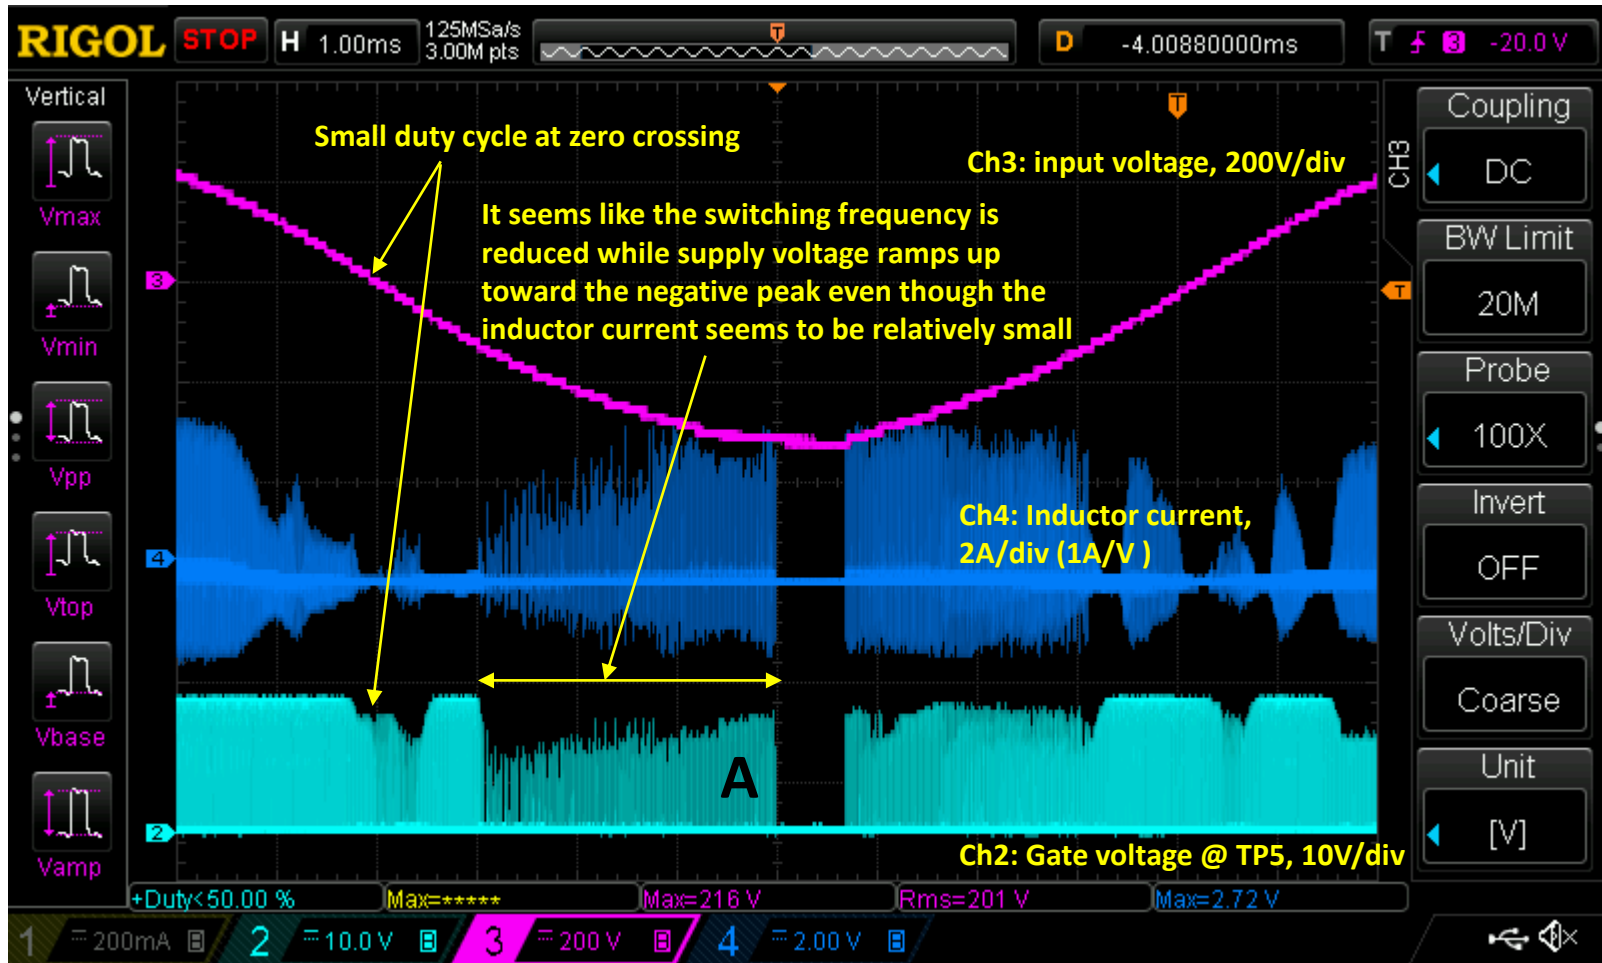 RIGOL STOP H 1.00ms 125MSa/s
3.00M pts
T
D -4.00880000ms T 3 -20.0 V
Vertical
Vmax
Vmin
Vpp
Vtop
Vbase
Vamp
Small duty cycle at zero crossing
T
Ch3: input voltage, 200V/div
It seems like the switching frequency is
reduced while supply voltage ramps up
toward the negative peak even though the
inductor current seems to be relatively small
3
T
4
Ch4: Inductor current,
2A/div (1A/V )
A
2
Ch2: Gate voltage @ TP5, 10V/div
CH3
Coupling
DC
BW Limit
20M
Probe
100X
Invert
OFF
Volts/Div
Coarse
Unit
[V]
+Duty<50.00 % Max=***** Max=216 V Rms=201 V Max=2.72 V
1 200mA B 2 10.0 V B 3 200 V B 4 2.00 V B